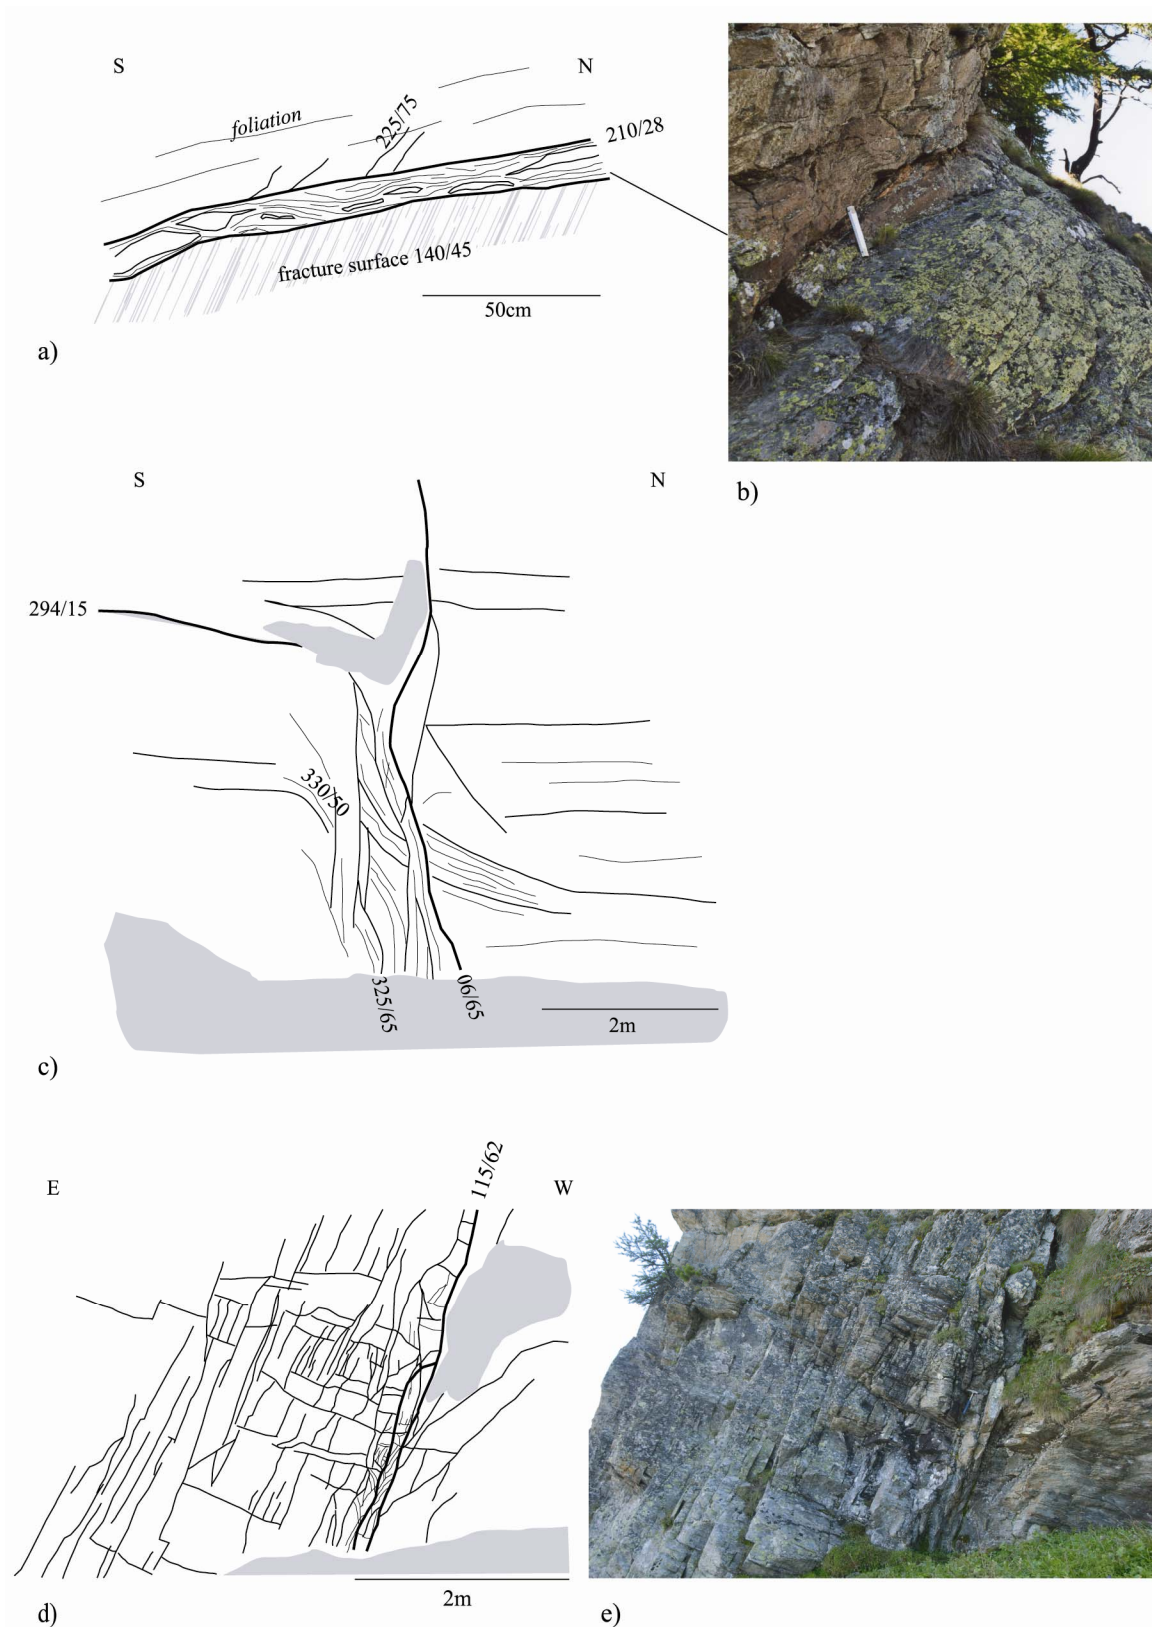 S
N
foliation
225/75
210/28
fracture surface 140/45
50cm
a)
b)
S
N
294/15
330/50
325/65
06/65
2m
c)
E
W
115/62
2m
d)
e)